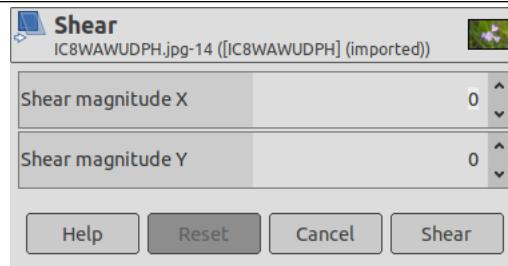 Shear
IC8WAWUDPH.jpg-14 ([IC8WAWUDPH] (imported))
Shear magnitude X 0
Shear magnitude Y 0
Help Reset Cancel Shear